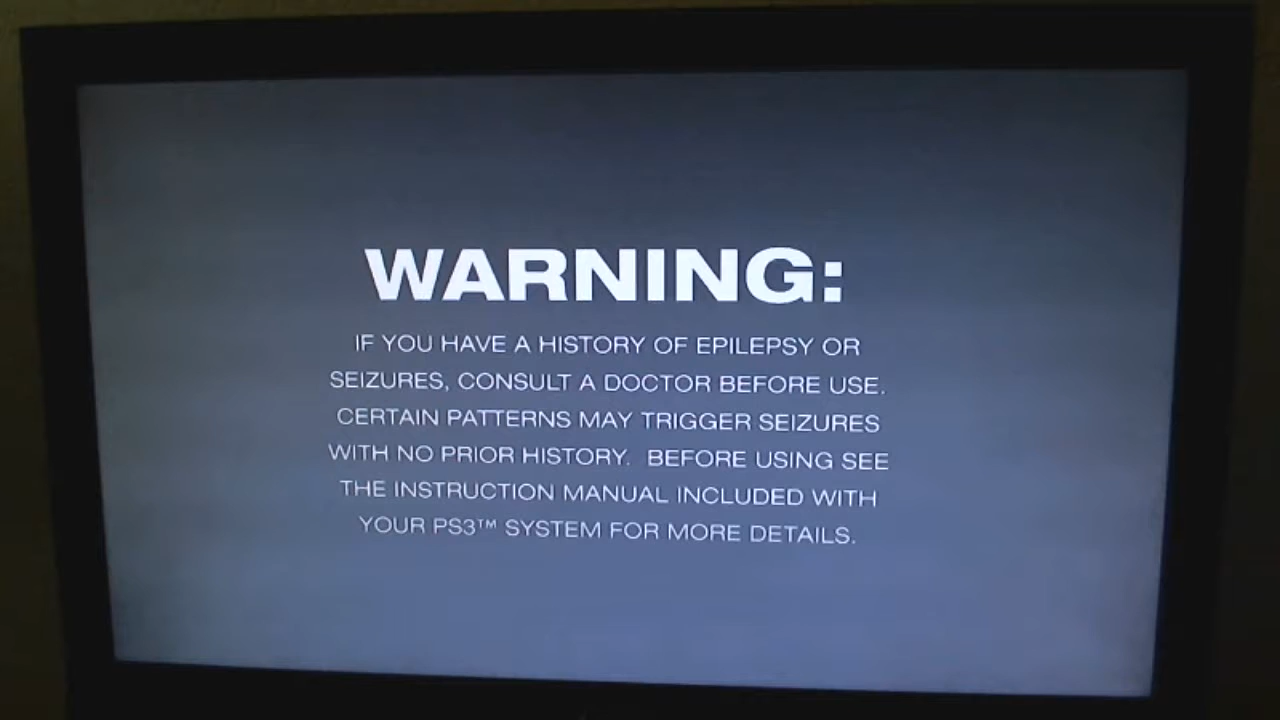 WARNING:
IF YOU HAVE A HISTORY OF EPILEPSY OR
SEIZURES, CONSULT A DOCTOR BEFORE USE.
CERTAIN PATTERNS MAY TRIGGER SEIZURES
WITH NO PRIOR HISTORY.  BEFORE USING SEE
THE INSTRUCTION MANUAL INCLUDED WITH
YOUR PS3™ SYSTEM FOR MORE DETAILS.